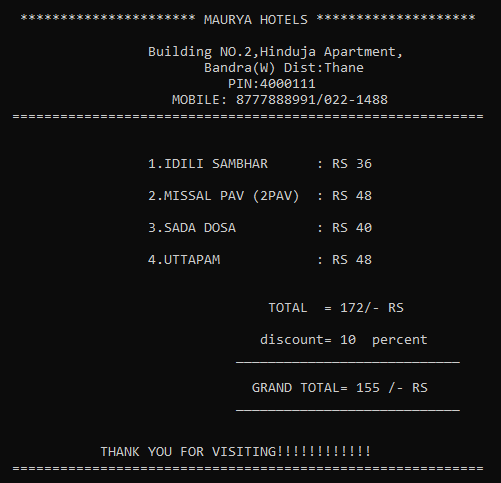 ********************** MAURYA HOTELS ********************
Building NO.2,Hinduja Apartment,
Bandra(W) Dist:Thane
PIN:4000111
MOBILE: 8777888991/022-1488
===========================================================
1.IDILI SAMBHAR      : RS 36
2.MISSAL PAV (2PAV)  : RS 48
3.SADA DOSA          : RS 40
4.UTTAPAM            : RS 48
TOTAL  = 172/- RS
discount= 10  percent
____________________________
GRAND TOTAL= 155 /- RS
____________________________
THANK YOU FOR VISITING!!!!!!!!!!!!
===========================================================